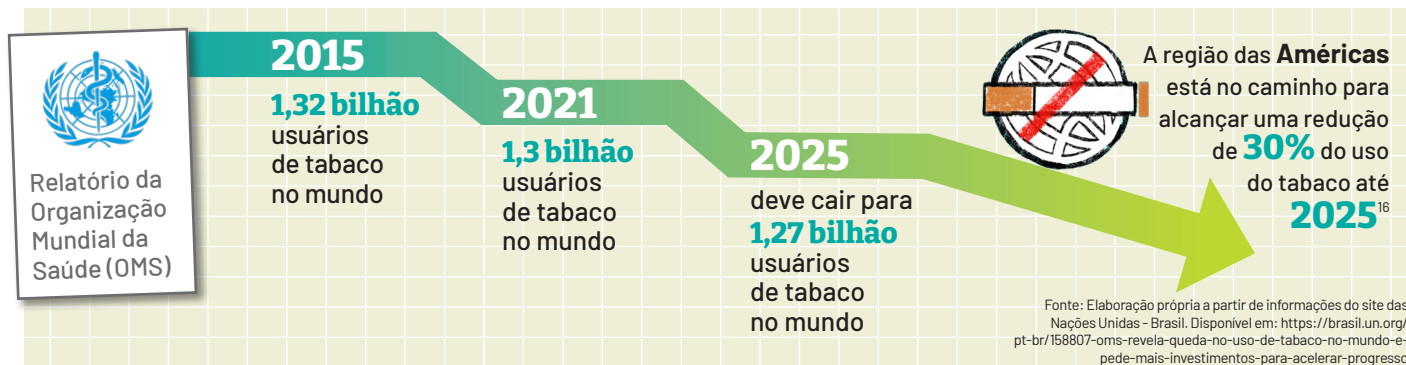 Relatório da
Organização
Mundial da
Saúde (OMS)
2015
1,32 bilhão
usuários
de tabaco
no mundo
2021
1,3 bilhão
usuários
de tabaco
no mundo
2025
deve cair para
1,27 bilhão
usuários
de tabaco
no mundo
A região das Américas
está no caminho para
alcançar uma redução
de 30% do uso
do tabaco até
2025¹⁶
Fonte: Elaboração própria a partir de informações do site das
Nações Unidas - Brasil. Disponível em: https://brasil.un.org/
pt-br/158807-oms-revela-queda-no-uso-de-tabaco-no-mundo-e-
pede-mais-investimentos-para-acelerar-progresso